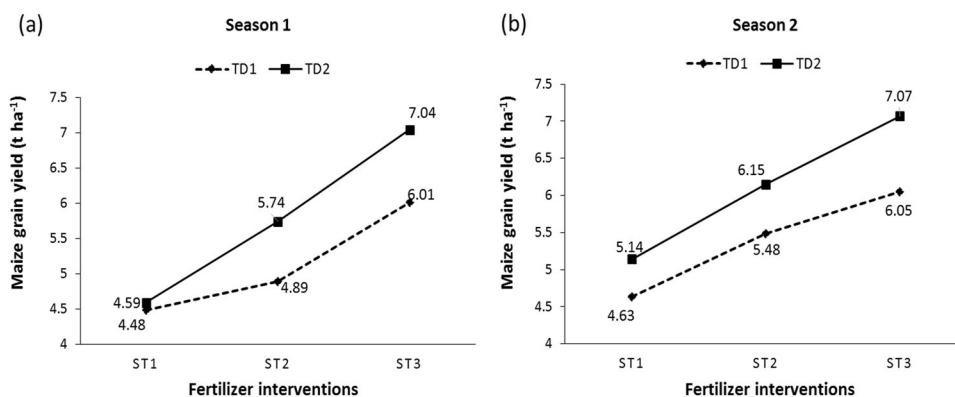 (a)
Season 1
TD1 TD2
Maize grain yield (t ha⁻¹)
7.5
7
6.5
6
5.5
5
4.5
4
7.04
5.74
6.01
4.59
4.89
4.48
ST1 ST2 ST3
Fertilizer interventions
(b)
Season 2
TD1 TD2
Maize grain yield (t ha⁻¹)
7.5
7
6.5
6
5.5
5
4.5
4
7.07
6.15
6.05
5.14
5.48
4.63
ST1 ST2 ST3
Fertilizer interventions